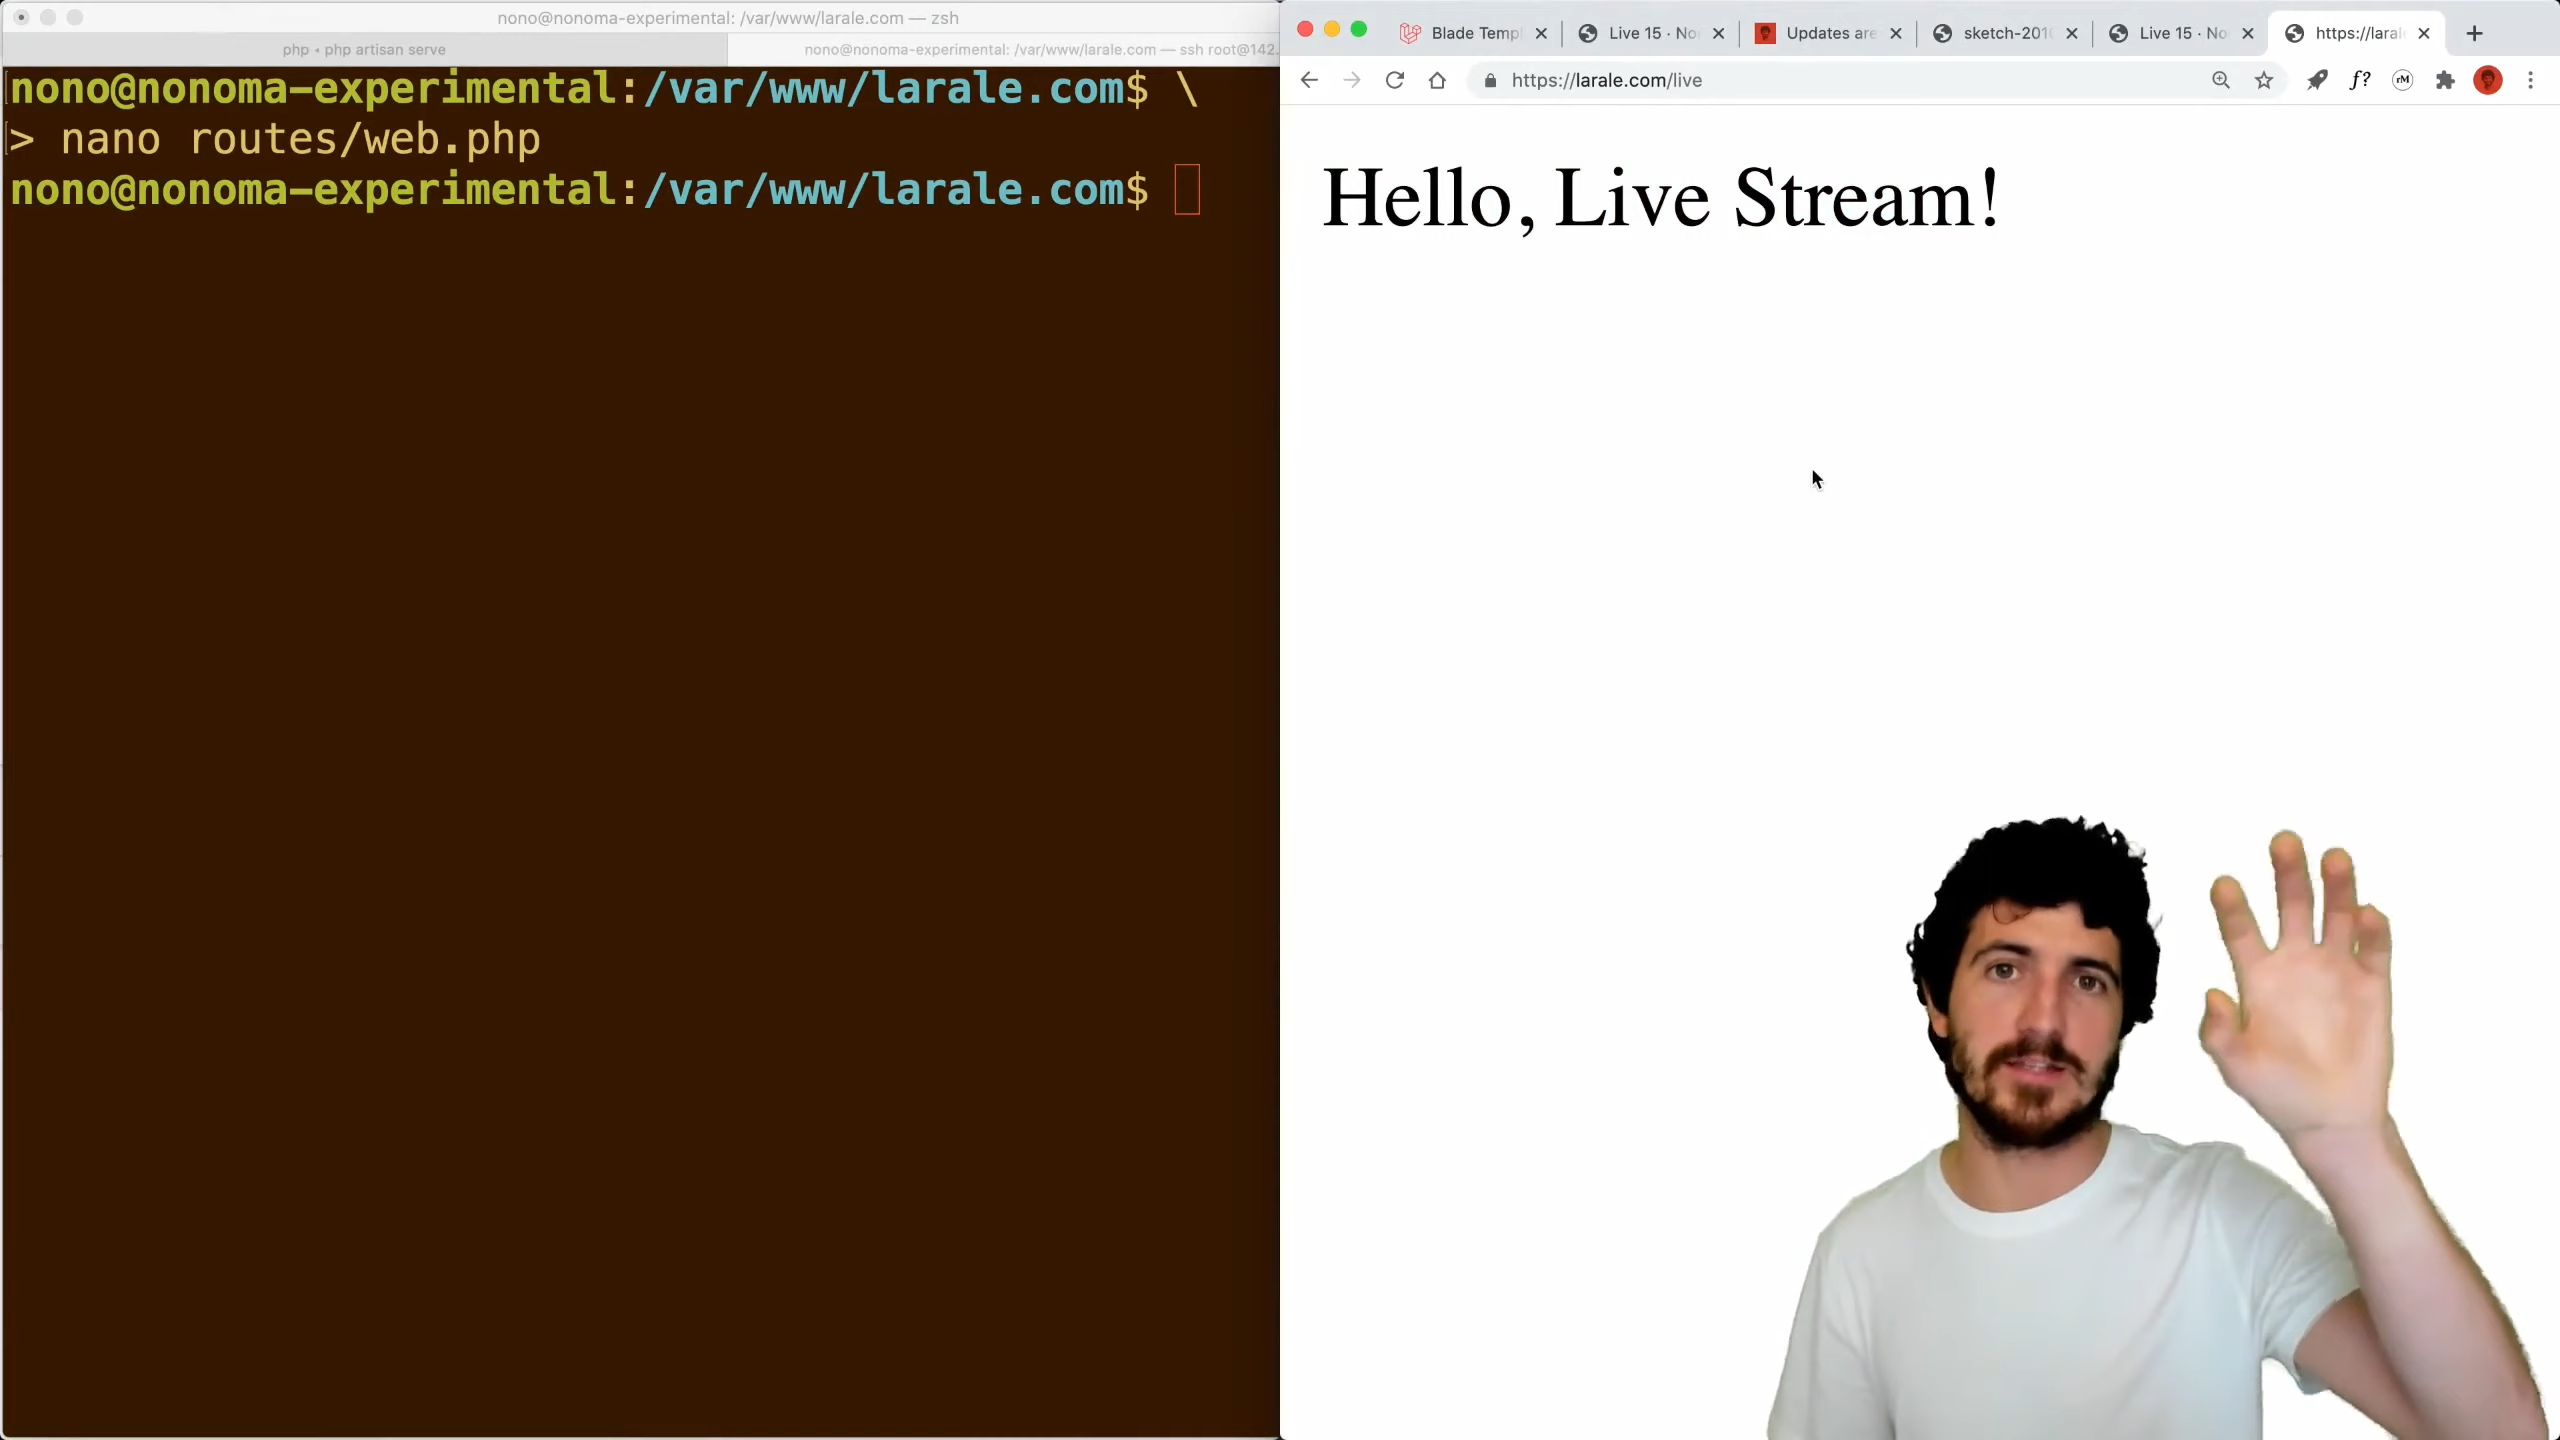 nono@nonoma-experimental: /var/www/larale.com — zsh
php • php artisan serve
nono@nonoma-experimental: /var/www/larale.com — ssh root@142.
nono@nonoma-experimental:/var/www/larale.com$ \
> nano routes/web.php
nono@nonoma-experimental:/var/www/larale.com$
Blade Temp
Live 15 · No
Updates are
sketch-201
Live 15 · No
https://laral
https://larale.com/live
f?
rM
Hello, Live Stream!